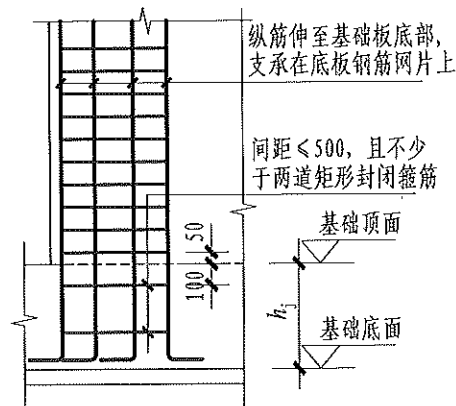 纵筋伸至基础板底部,
支承在底板钢筋网片上
间距≤500, 且不少
于两道矩形封闭箍筋
50
基础顶面
100
hj
基础底面